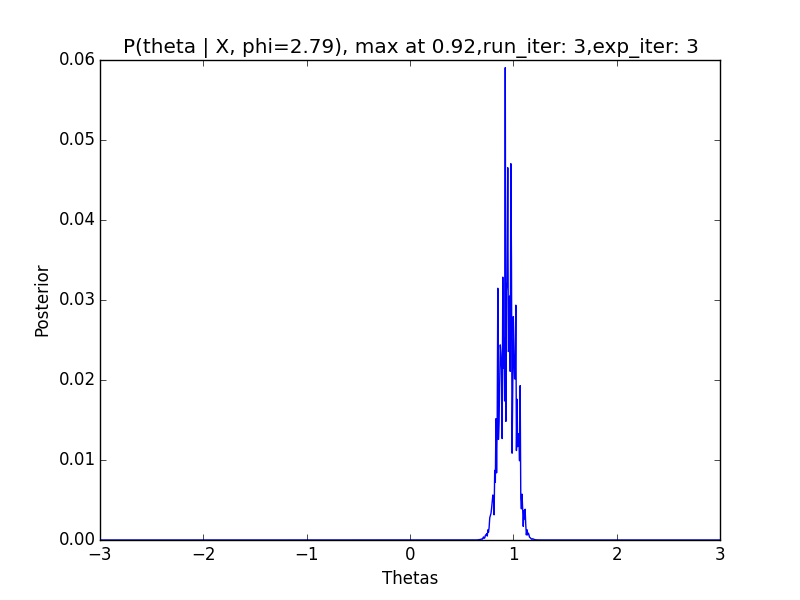 P(theta | X, phi=2.79), max at 0.92,run_iter: 3,exp_iter: 3
0.06
0.05
0.04
0.03
0.02
0.01
0.00
Posterior
−3 −2 −1 0 1 2 3
Thetas